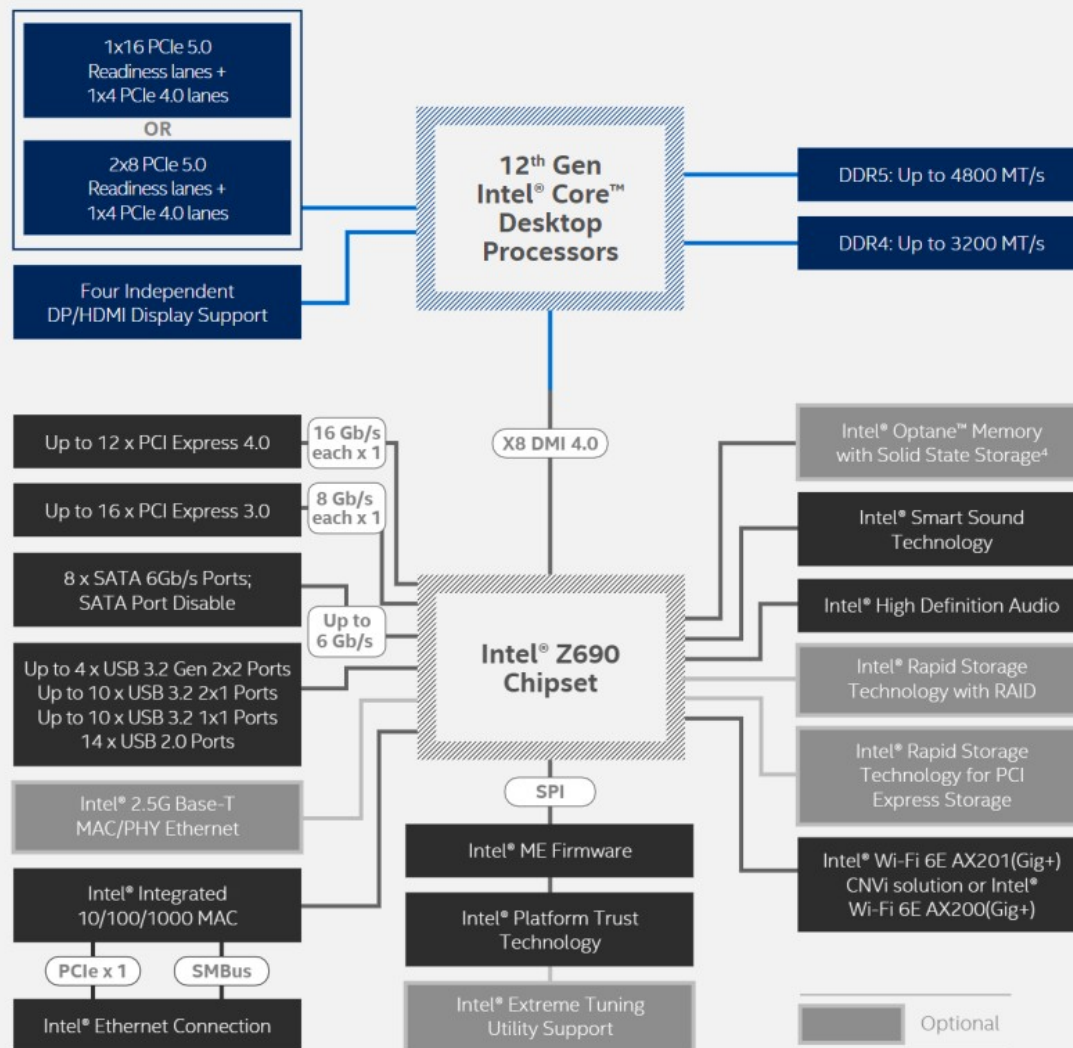 1x16 PCIe 5.0
Readiness lanes +
1x4 PCIe 4.0 lanes
OR
2x8 PCIe 5.0
Readiness lanes +
1x4 PCIe 4.0 lanes
Four Independent
DP/HDMI Display Support
12th Gen
Intel® Core™
Desktop
Processors
DDR5: Up to 4800 MT/s
DDR4: Up to 3200 MT/s
X8 DMI 4.0
Up to 12 x PCI Express 4.0
16 Gb/s
each x 1
Up to 16 x PCI Express 3.0
8 Gb/s
each x 1
8 x SATA 6Gb/s Ports;
SATA Port Disable
Up to
6 Gb/s
Up to 4 x USB 3.2 Gen 2x2 Ports
Up to 10 x USB 3.2 2x1 Ports
Up to 10 x USB 3.2 1x1 Ports
14 x USB 2.0 Ports
Intel® 2.5G Base-T
MAC/PHY Ethernet
Intel® Integrated
10/100/1000 MAC
PCIe x 1
SMBus
Intel® Ethernet Connection
Intel® Z690
Chipset
SPI
Intel® ME Firmware
Intel® Platform Trust
Technology
Intel® Extreme Tuning
Utility Support
Intel® Optane™ Memory
with Solid State Storage⁴
Intel® Smart Sound
Technology
Intel® High Definition Audio
Intel® Rapid Storage
Technology with RAID
Intel® Rapid Storage
Technology for PCI
Express Storage
Intel® Wi-Fi 6E AX201(Gig+)
CNVi solution or Intel®
Wi-Fi 6E AX200(Gig+)
Optional